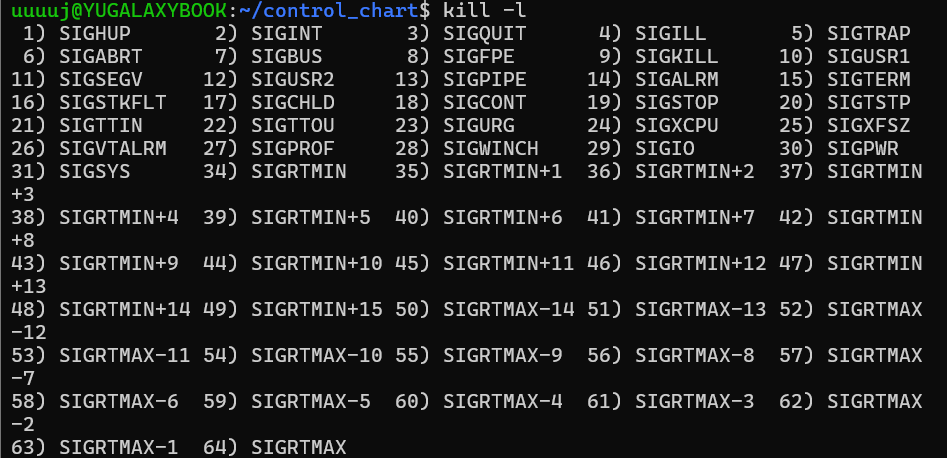 uuuuj@YUGALAXYBOOK:~/control_chart$ kill -l
 1) SIGHUP       2) SIGINT       3) SIGQUIT      4) SIGILL       5) SIGTRAP
 6) SIGABRT      7) SIGBUS       8) SIGFPE       9) SIGKILL     10) SIGUSR1
11) SIGSEGV     12) SIGUSR2     13) SIGPIPE     14) SIGALRM     15) SIGTERM
16) SIGSTKFLT   17) SIGCHLD     18) SIGCONT     19) SIGSTOP     20) SIGTSTP
21) SIGTTIN     22) SIGTTOU     23) SIGURG      24) SIGXCPU     25) SIGXFSZ
26) SIGVTALRM   27) SIGPROF     28) SIGWINCH    29) SIGIO       30) SIGPWR
31) SIGSYS      34) SIGRTMIN    35) SIGRTMIN+1  36) SIGRTMIN+2  37) SIGRTMIN
+3
38) SIGRTMIN+4  39) SIGRTMIN+5  40) SIGRTMIN+6  41) SIGRTMIN+7  42) SIGRTMIN
+8
43) SIGRTMIN+9  44) SIGRTMIN+10 45) SIGRTMIN+11 46) SIGRTMIN+12 47) SIGRTMIN
+13
48) SIGRTMIN+14 49) SIGRTMIN+15 50) SIGRTMAX-14 51) SIGRTMAX-13 52) SIGRTMAX
-12
53) SIGRTMAX-11 54) SIGRTMAX-10 55) SIGRTMAX-9  56) SIGRTMAX-8  57) SIGRTMAX
-7
58) SIGRTMAX-6  59) SIGRTMAX-5  60) SIGRTMAX-4  61) SIGRTMAX-3  62) SIGRTMAX
-2
63) SIGRTMAX-1  64) SIGRTMAX